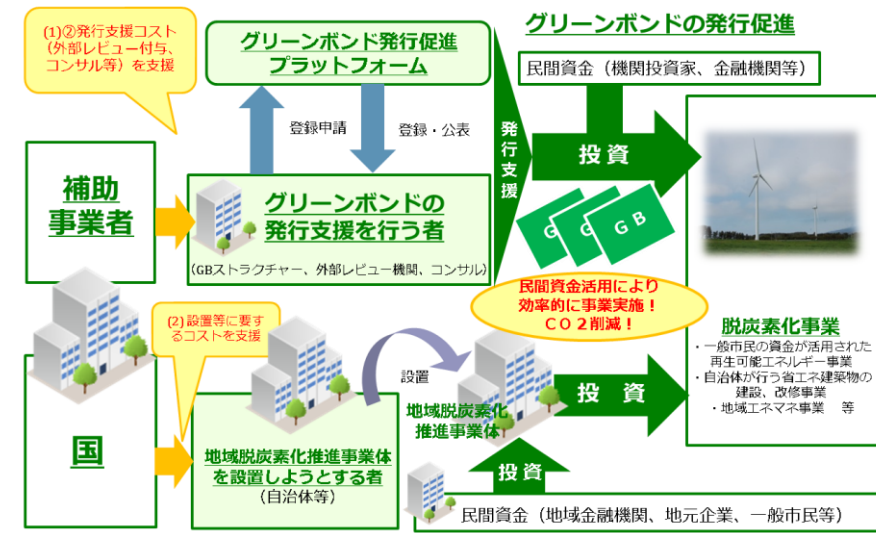 グリーンボンドの発行促進
(1)②発行支援コスト
（外部レビュー付与、
コンサル等）を支援
グリーンボンド発行促進
プラットフォーム
民間資金（機関投資家、金融機関等）
登録申請
登録・公表
発行支援
投資
補助
事業者
グリーンボンドの
発行支援を行う者
（GBストラクチャー、外部レビュー機関、コンサル）
G
G
G B
民間資金活用により
効率的に事業実施！
ＣＯ２削減！
脱炭素化事業
・一般市民の資金が活用された
再生可能エネルギー事業
・自治体が行う省エネ建築物の
建設、改修事業
・地域エネマネ事業　等
(2) 設置等に要す
るコストを支援
設置
国
地域脱炭素化推進事業体
を設置しようとする者
（自治体等）
地域脱炭素化
推進事業体
投　資
投資
民間資金（地域金融機関、地元企業、一般市民等）